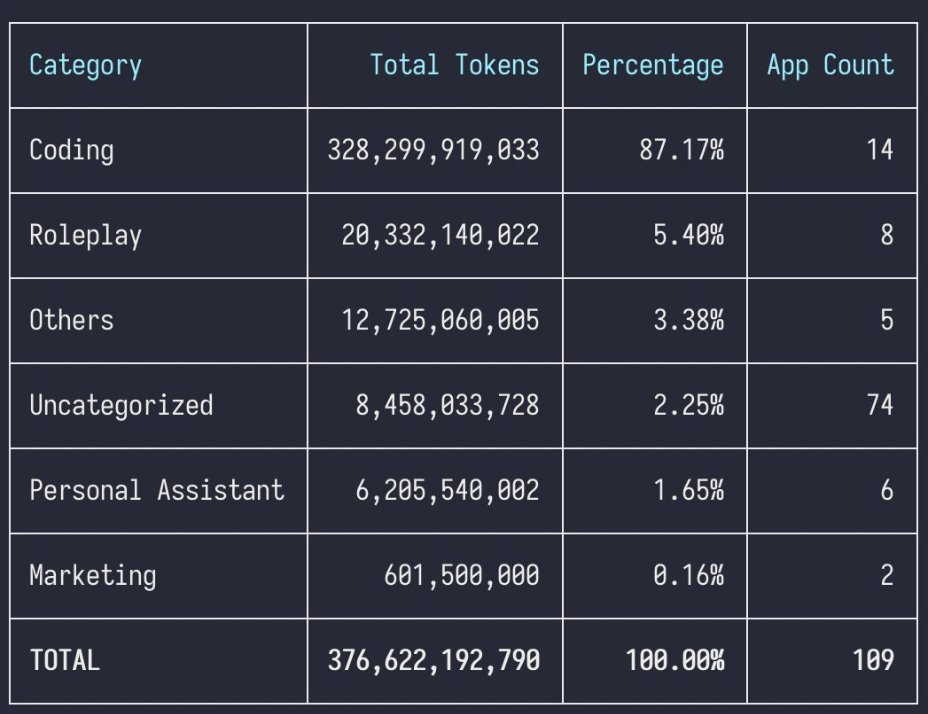 Category Total Tokens Percentage App Count
Coding 328,299,919,033 87.17% 14
Roleplay 20,332,140,022 5.40% 8
Others 12,725,060,005 3.38% 5
Uncategorized 8,458,033,728 2.25% 74
Personal Assistant 6,205,540,002 1.65% 6
Marketing 601,500,000 0.16% 2
TOTAL 376,622,192,790 100.00% 109